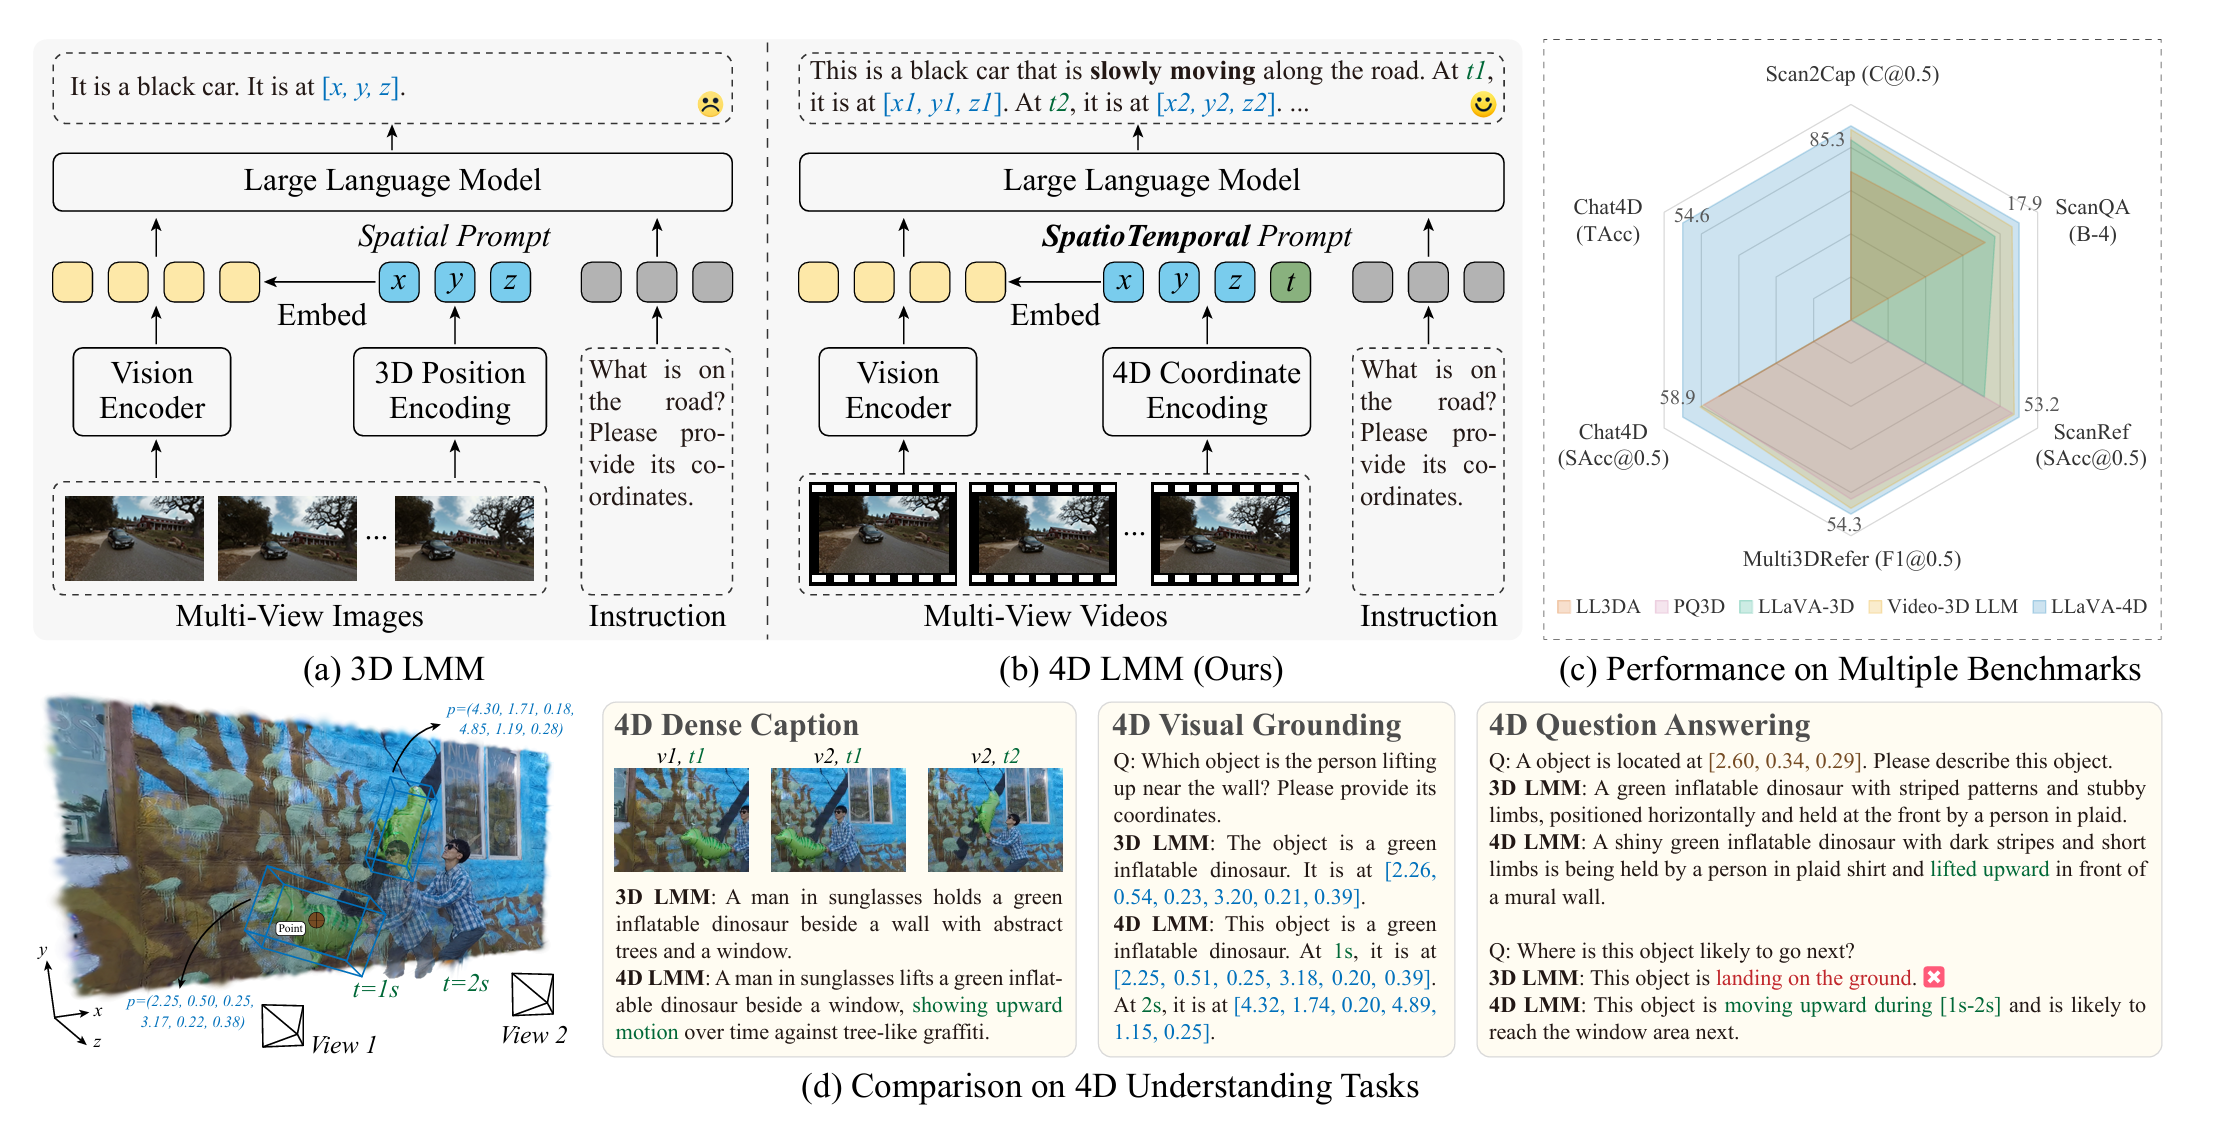 It is a black car. It is at [x, y, z].
Large Language Model
Spatial Prompt
x y z
Embed
Vision
Encoder
3D Position
Encoding
What is on
the road?
Please pro-
vide its co-
ordinates.
...
Multi-View Images
Instruction
(a) 3D LMM
This is a black car that is slowly moving along the road. At t1,
it is at [x1, y1, z1]. At t2, it is at [x2, y2, z2]. ...
Large Language Model
SpatioTemporal Prompt
x y z t
Embed
Vision
Encoder
4D Coordinate
Encoding
What is on
the road?
Please pro-
vide its co-
ordinates.
...
Multi-View Videos
Instruction
(b) 4D LMM (Ours)
Scan2Cap (C@0.5)
85.3
Chat4D
(TAcc)
54.6
17.9
ScanQA
(B-4)
58.9
Chat4D
(SAcc@0.5)
53.2
ScanRef
(SAcc@0.5)
54.3
Multi3DRefer (F1@0.5)
LL3DA PQ3D LLaVA-3D Video-3D LLM LLaVA-4D
(c) Performance on Multiple Benchmarks
p=(4.30, 1.71, 0.18,
4.85, 1.19, 0.28)
Point
t=1s
t=2s
p=(2.25, 0.50, 0.25,
3.17, 0.22, 0.38)
y
x
z
View 1
View 2
4D Dense Caption
v1, t1
v2, t1
v2, t2
3D LMM: A man in sunglasses holds a green
inflatable dinosaur beside a wall with abstract
trees and a window.
4D LMM: A man in sunglasses lifts a green inflat-
able dinosaur beside a window, showing upward
motion over time against tree-like graffiti.
4D Visual Grounding
Q: Which object is the person lifting
up near the wall? Please provide its
coordinates.
3D LMM: The object is a green
inflatable dinosaur. It is at [2.26,
0.54, 0.23, 3.20, 0.21, 0.39].
4D LMM: This object is a green
inflatable dinosaur. At 1s, it is at
[2.25, 0.51, 0.25, 3.18, 0.20, 0.39].
At 2s, it is at [4.32, 1.74, 0.20, 4.89,
1.15, 0.25].
4D Question Answering
Q: A object is located at [2.60, 0.34, 0.29]. Please describe this object.
3D LMM: A green inflatable dinosaur with striped patterns and stubby
limbs, positioned horizontally and held at the front by a person in plaid.
4D LMM: A shiny green inflatable dinosaur with dark stripes and short
limbs is being held by a person in plaid shirt and lifted upward in front of
a mural wall.
Q: Where is this object likely to go next?
3D LMM: This object is landing on the ground.
4D LMM: This object is moving upward during [1s-2s] and is likely to
reach the window area next.
(d) Comparison on 4D Understanding Tasks